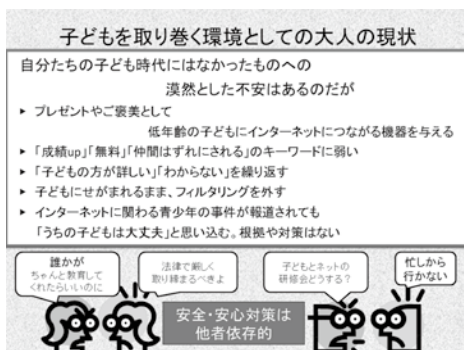 子どもを取り巻く環境としての大人の現状
自分たちの子ども時代にはなかったものへの
漠然とした不安はあるのだが
▸ プレゼントやご褒美として
低年齢の子どもにインターネットにつながる機器を与える
▸ 「成績up」「無料」「仲間はずれにされる」のキーワードに弱い
▸ 「子どもの方が詳しい」「わからない」を繰り返す
▸ 子どもにせがまれるまま、フィルタリングを外す
▸ インターネットに関わる青少年の事件が報道されても
「うちの子どもは大丈夫」と思い込む。根拠や対策はない
誰かが
ちゃんと教育して
くれたらいいのに
法律で厳しく
取り締まるべきよ
子どもとネットの
研修会どうする?
忙しから
行かない
安全・安心対策は
他者依存的